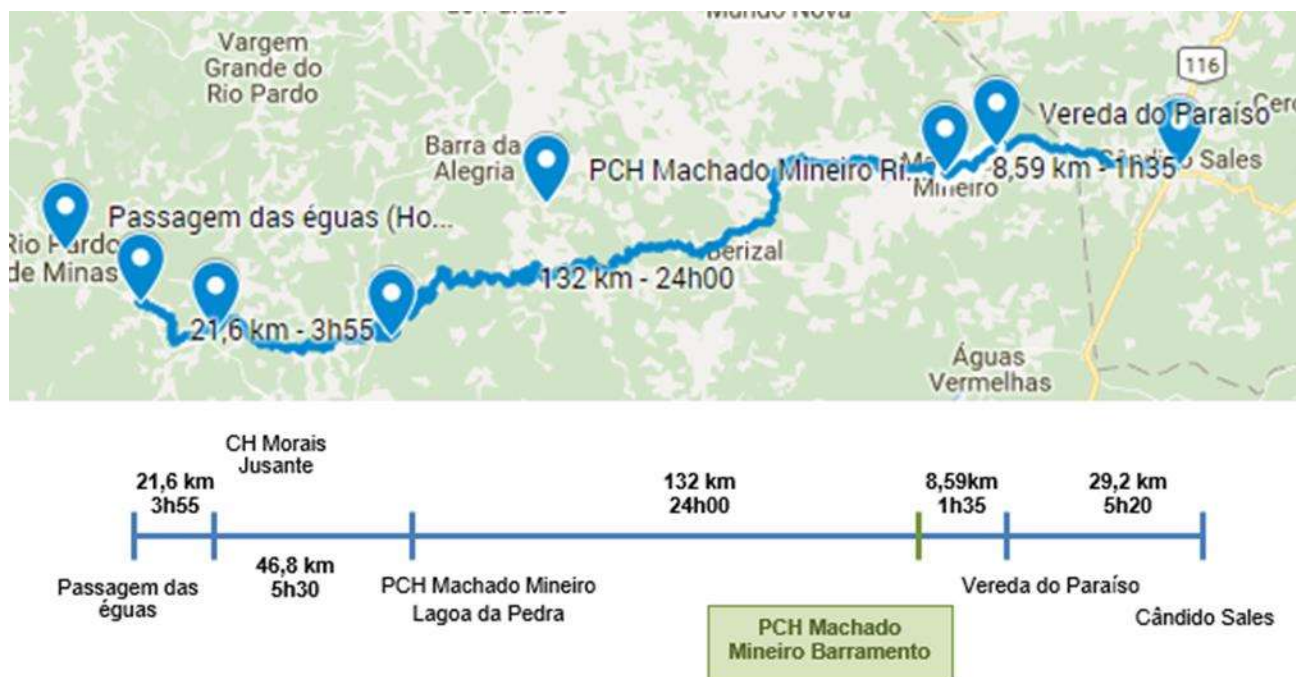 Mundo Nova
Vargem
Grande do
Rio Pardo
116
Barra da
Alegria
Vereda do Paraíso
PCH Machado Mineiro Ri...
8,59 km - 1h35
Cândido Sales
Mineiro
Passagem das éguas (Ho...
Rio Pardo
de Minas
Berizal
132 km - 24h00
21,6 km - 3h55
Águas
Vermelhas
CH Morais
Jusante
21,6 km
3h55
132 km
24h00
8,59km
1h35
29,2 km
5h20
46,8 km
5h30
Passagem das
éguas
PCH Machado Mineiro
Lagoa da Pedra
Vereda do Paraíso
Cândido Sales
PCH Machado
Mineiro Barramento